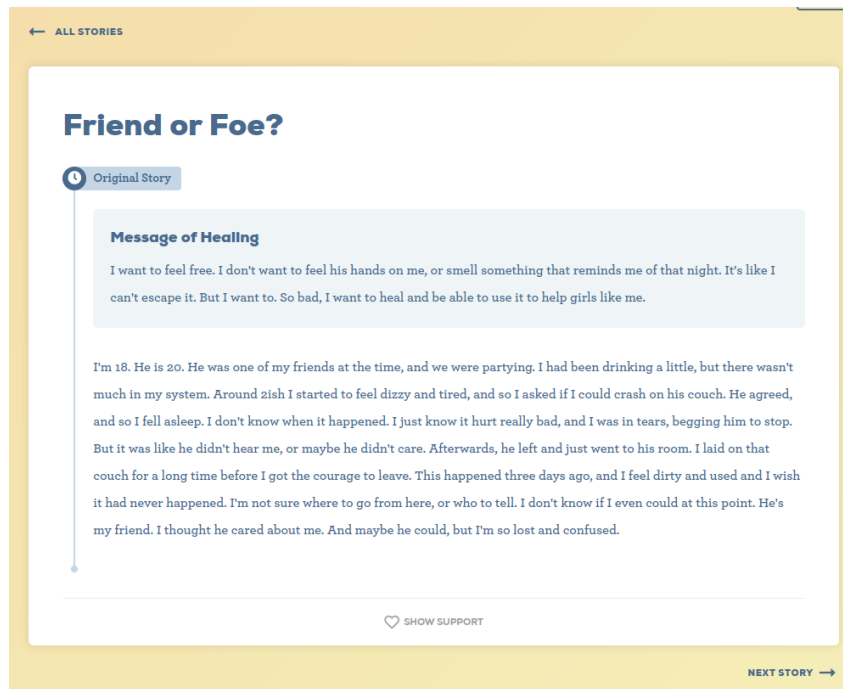 ALL STORIES
Friend or Foe?
Original Story
Message of Healing
I want to feel free. I don't want to feel his hands on me, or smell something that reminds me of that night. It's like I
can't escape it. But I want to. So bad, I want to heal and be able to use it to help girls like me.
I'm 18. He is 20. He was one of my friends at the time, and we were partying. I had been drinking a little, but there wasn't
much in my system. Around 2ish I started to feel dizzy and tired, and so I asked if I could crash on his couch. He agreed,
and so I fell asleep. I don't know when it happened. I just know it hurt really bad, and I was in tears, begging him to stop.
But it was like he didn't hear me, or maybe he didn't care. Afterwards, he left and just went to his room. I laid on that
couch for a long time before I got the courage to leave. This happened three days ago, and I feel dirty and used and I wish
it had never happened. I'm not sure where to go from here, or who to tell. I don't know if I even could at this point. He's
my friend. I thought he cared about me. And maybe he could, but I'm so lost and confused.
SHOW SUPPORT
NEXT STORY